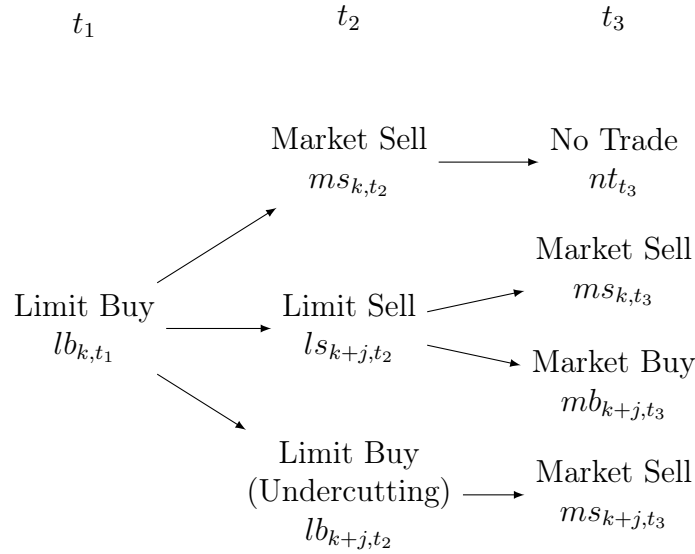 t₁ t₂ t₃
Market Sell
ms_{k,t₂}
No Trade
nt_{t₃}
Limit Buy
lb_{k,t₁}
Limit Sell
ls_{k+j,t₂}
Market Sell
ms_{k,t₃}
Market Buy
mb_{k+j,t₃}
Limit Buy
(Undercutting)
lb_{k+j,t₂}
Market Sell
ms_{k+j,t₃}